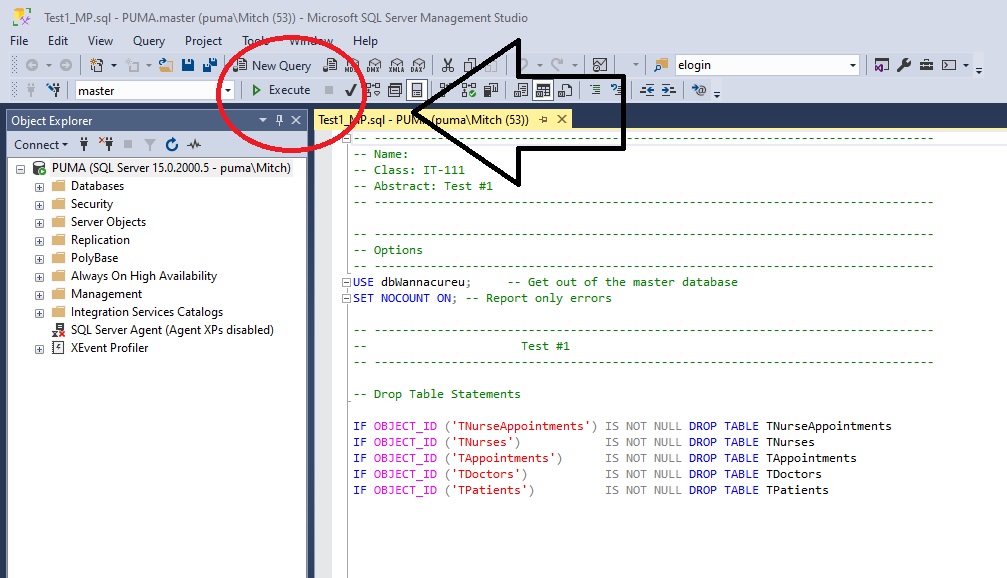 Test1_MP.sql - PUMA.master (puma\Mitch (53)) - Microsoft SQL Server Management Studio
File Edit View Query Project Tools Window Help
New Query MDX DMX XMLA DAX elogin
master Execute
Object Explorer
Test1_MP.sql - PUMA (puma\Mitch (53))
Connect
PUMA (SQL Server 15.0.2000.5 - puma\Mitch)
Databases
Security
Server Objects
Replication
PolyBase
Always On High Availability
Management
Integration Services Catalogs
SQL Server Agent (Agent XPs disabled)
XEvent Profiler
-- --------------------------------------------------------------------------------
-- Name:
-- Class: IT-111
-- Abstract: Test #1
-- --------------------------------------------------------------------------------
-- --------------------------------------------------------------------------------
-- Options
-- --------------------------------------------------------------------------------
USE dbWannacureu; -- Get out of the master database
SET NOCOUNT ON; -- Report only errors
-- --------------------------------------------------------------------------------
-- Test #1
-- --------------------------------------------------------------------------------
-- Drop Table Statements
IF OBJECT_ID ('TNurseAppointments') IS NOT NULL DROP TABLE TNurseAppointments
IF OBJECT_ID ('TNurses') IS NOT NULL DROP TABLE TNurses
IF OBJECT_ID ('TAppointments') IS NOT NULL DROP TABLE TAppointments
IF OBJECT_ID ('TDoctors') IS NOT NULL DROP TABLE TDoctors
IF OBJECT_ID ('TPatients') IS NOT NULL DROP TABLE TPatients